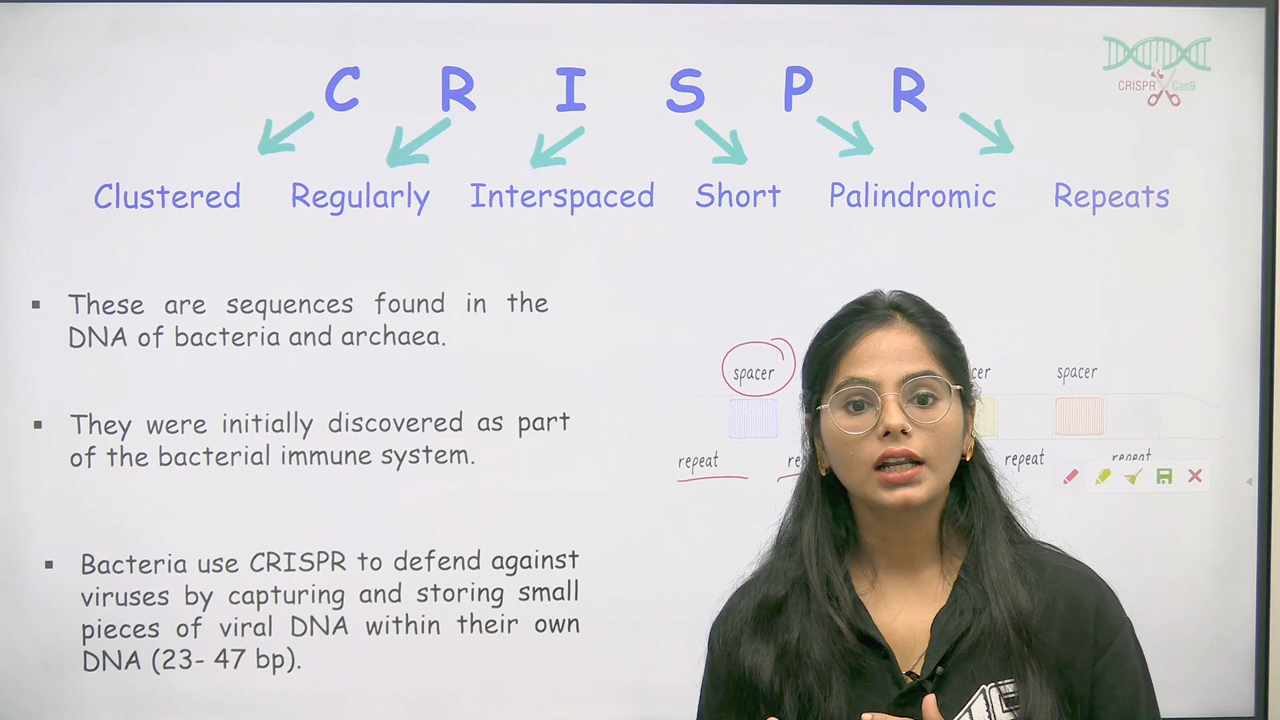 C R I S P R
CRISPR Cas9
Clustered Regularly Interspaced Short Palindromic Repeats
▪ These are sequences found in the
DNA of bacteria and archaea.
▪ They were initially discovered as part
of the bacterial immune system.
▪ Bacteria use CRISPR to defend against
viruses by capturing and storing small
pieces of viral DNA within their own
DNA (23- 47 bp).
spacer spacer
repeat repeat repeat